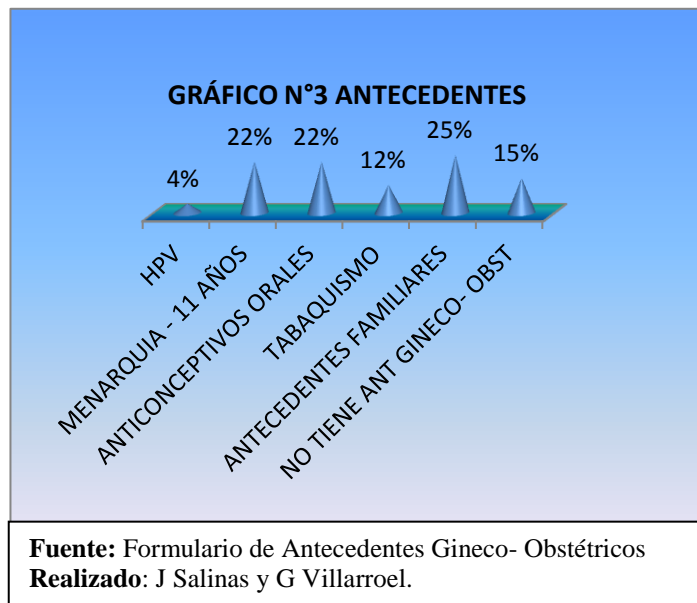 GRÁFICO N°3 ANTECEDENTES
4%
22%
22%
12%
25%
15%
HPV
MENARQUIA - 11 AÑOS
ANTICONCEPTIVOS ORALES
TABAQUISMO
ANTECEDENTES FAMILIARES
NO TIENE ANT GINECO- OBST
Fuente: Formulario de Antecedentes Gineco- Obstétricos
Realizado: J Salinas y G Villarroel.